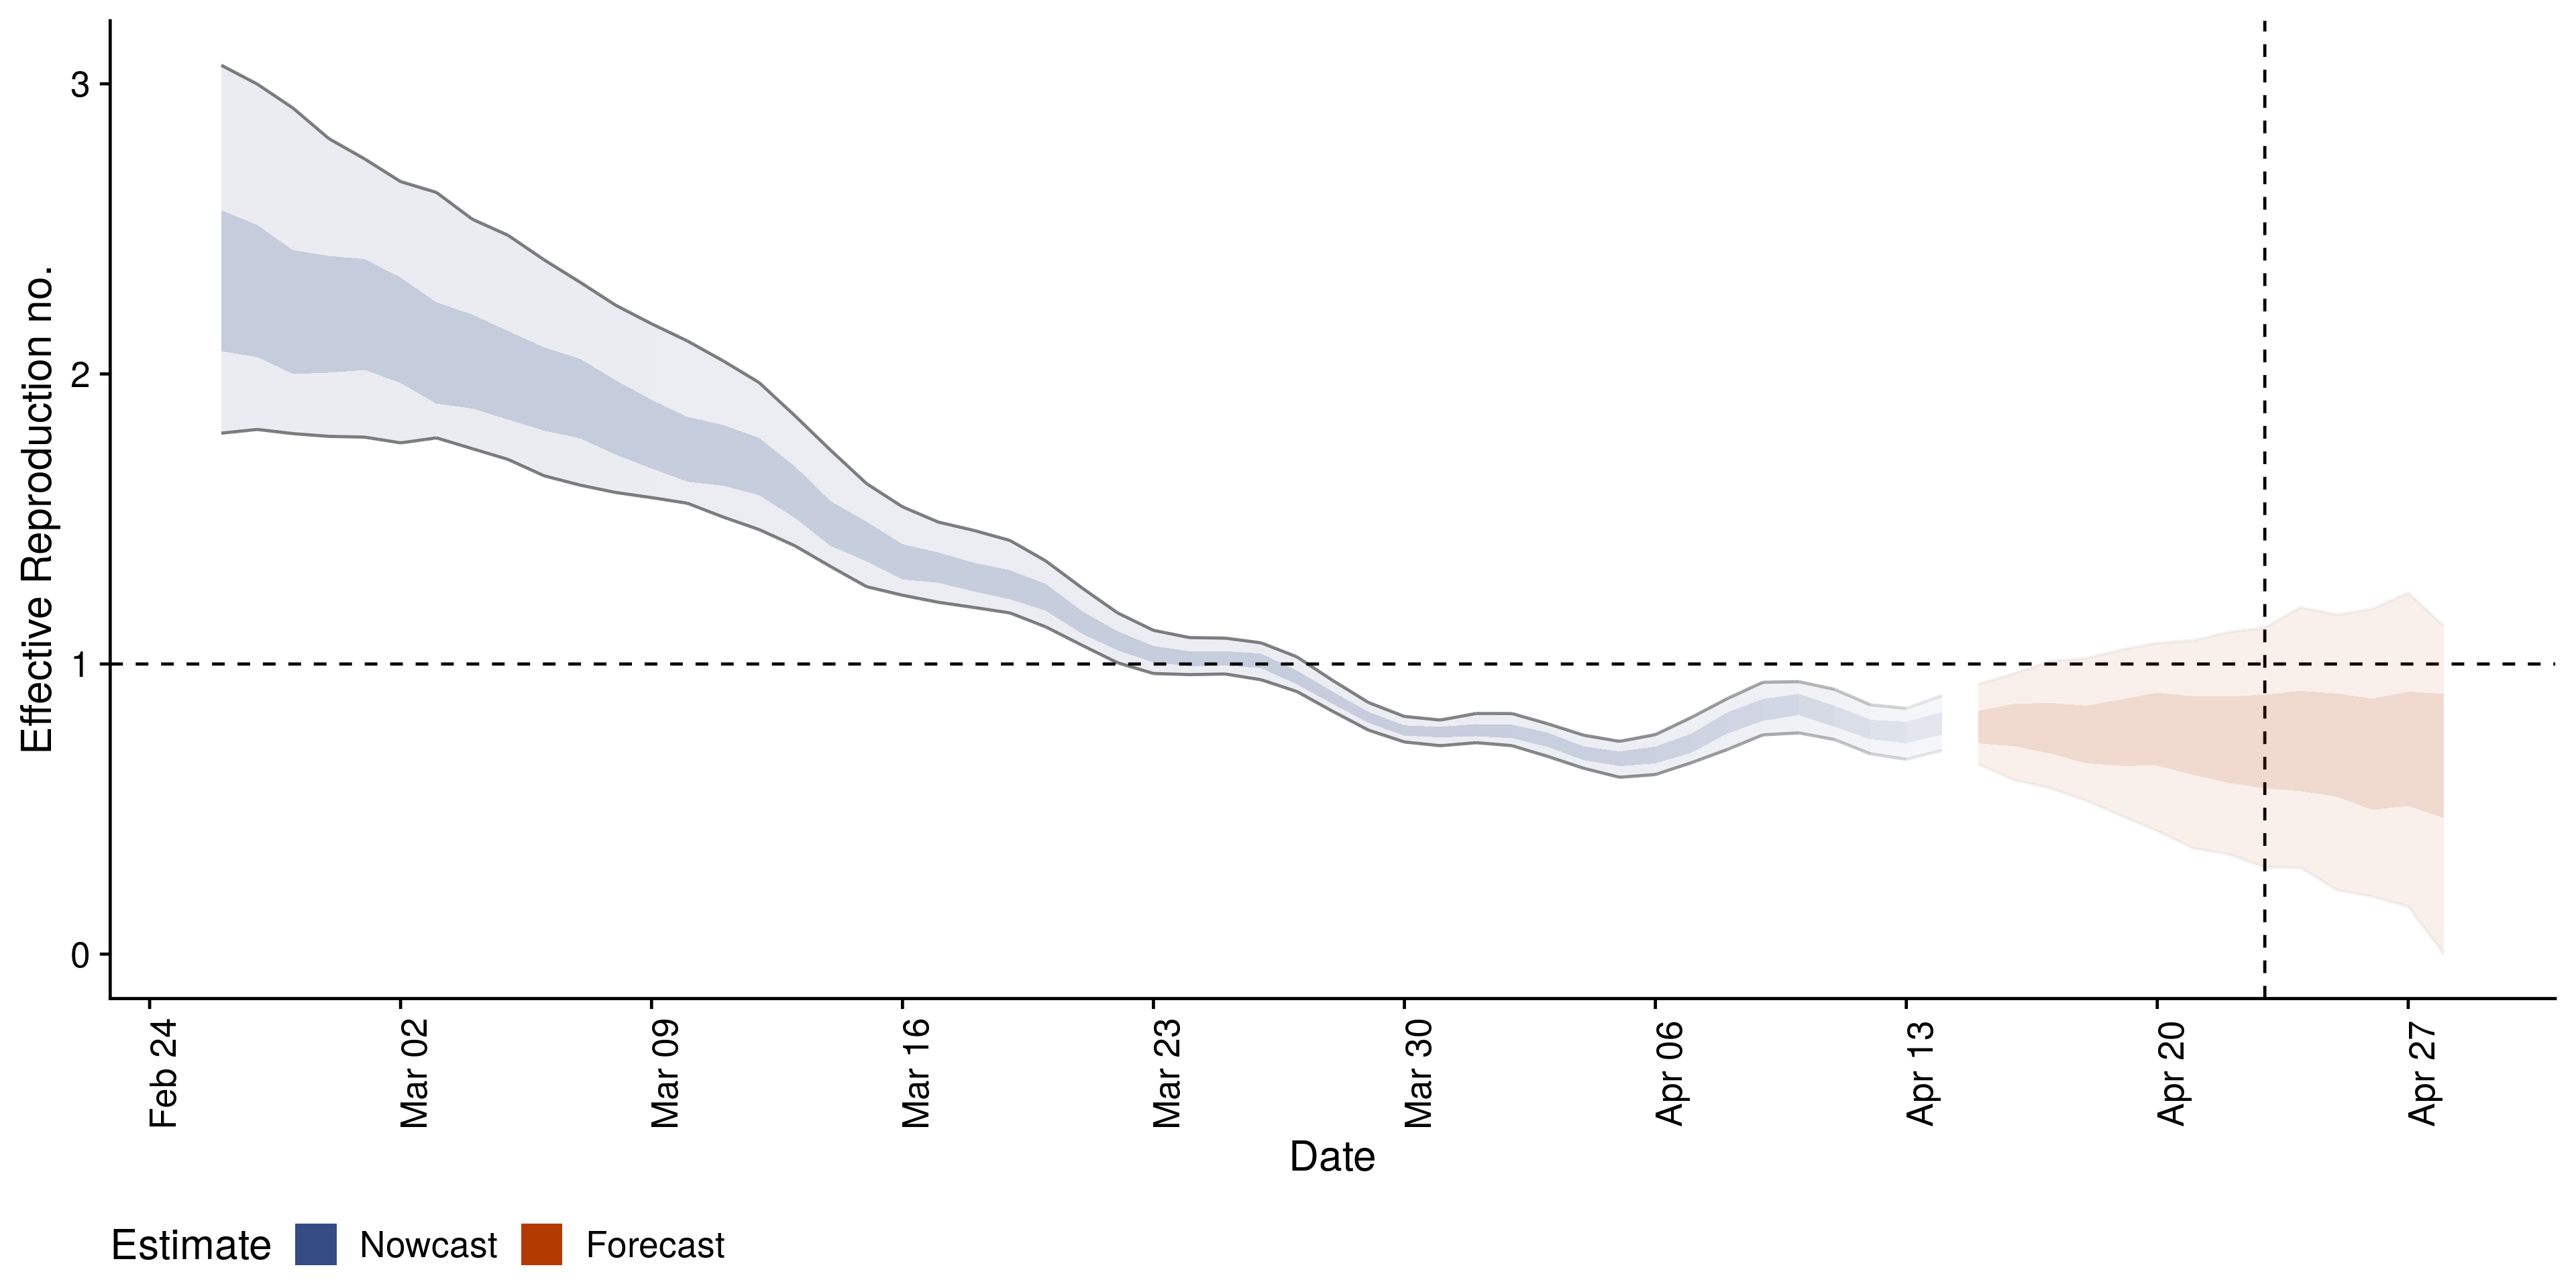 Effective Reproduction no.
3
2
1
0
Feb 24
Mar 02
Mar 09
Mar 16
Mar 23
Mar 30
Apr 06
Apr 13
Apr 20
Apr 27
Date
Estimate Nowcast Forecast